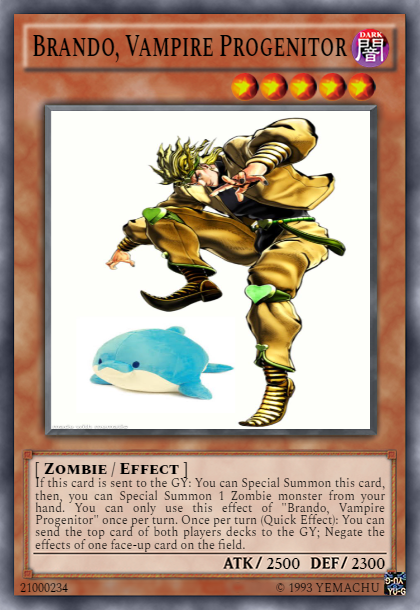 BRANDO, VAMPIRE PROGENITOR
DARK
闇
[ ZOMBIE / EFFECT ]
If this card is sent to the GY: You can Special Summon this card,
then, you can Special Summon 1 Zombie monster from your
hand. You can only use this effect of "Brando, Vampire
Progenitor" once per turn. Once per turn (Quick Effect): You can
send the top card of both players decks to the GY; Negate the
effects of one face-up card on the field.
ATK / 2500 DEF / 2300
21000234
© 1993 YEMACHU